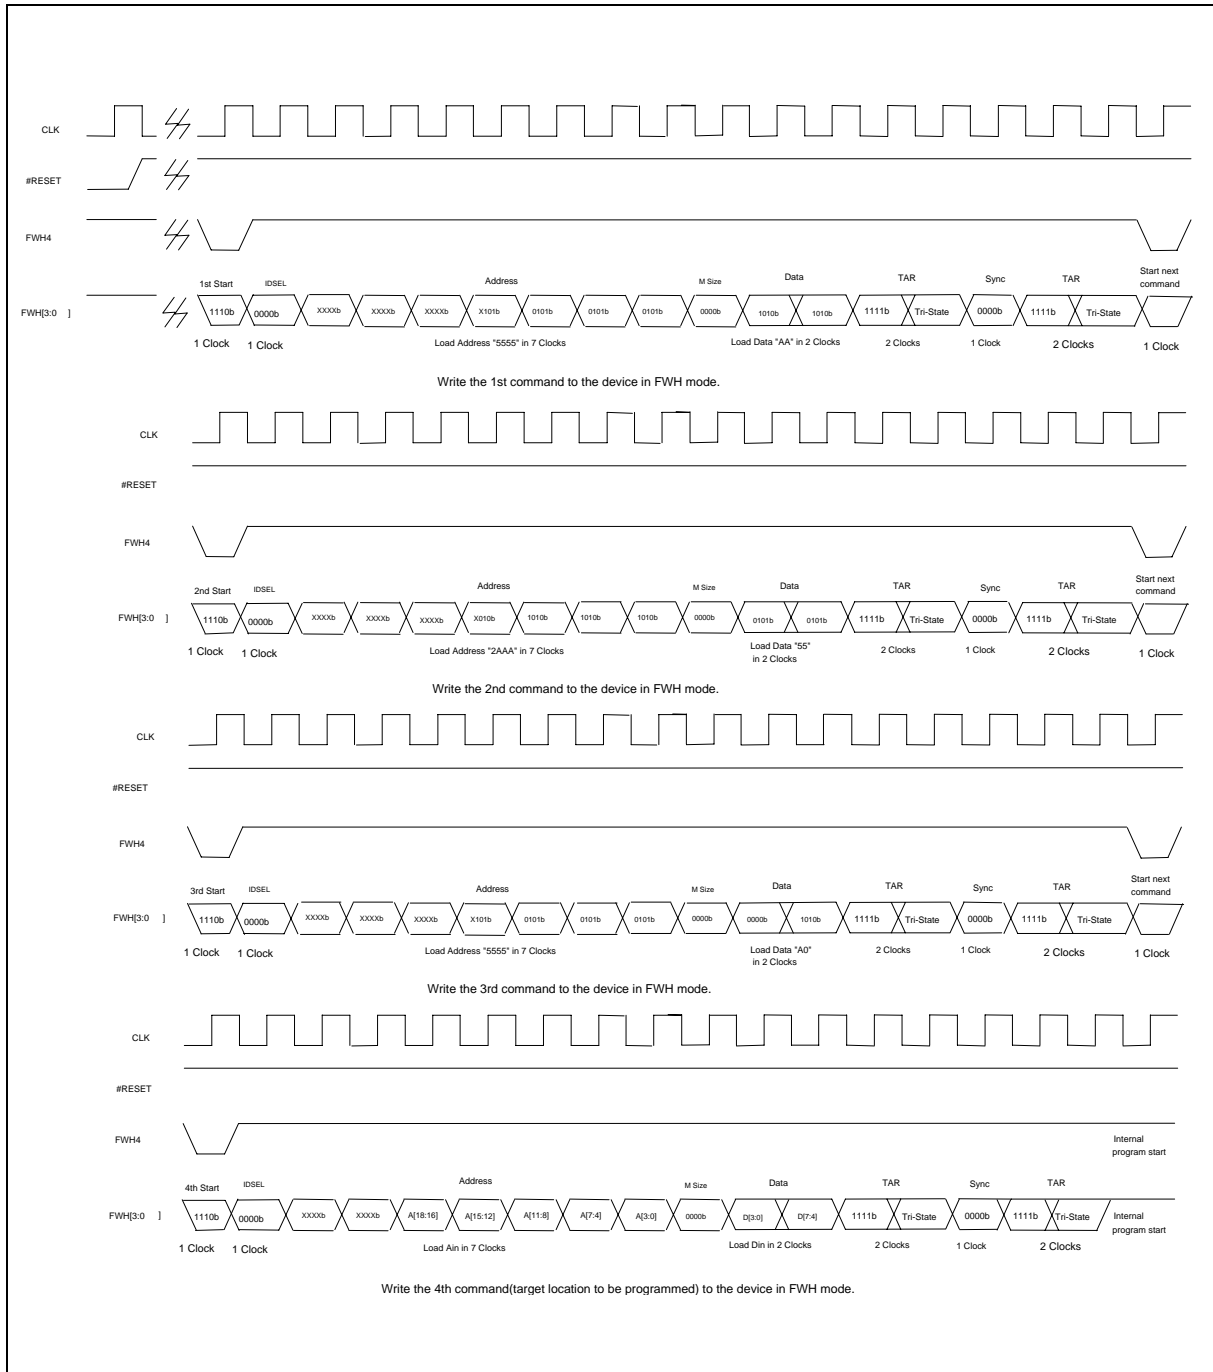 CLK
#RESET
FWH4
1st Start IDSEL Address M Size Data TAR Sync TAR Start next command
FWH[3:0 ] 1110b 0000b XXXXb XXXXb XXXXb X101b 0101b 0101b 0101b 0000b 1010b 1010b 1111b Tri-State 0000b 1111b Tri-State
1 Clock 1 Clock Load Address "5555" in 7 Clocks Load Data "AA" in 2 Clocks 2 Clocks 1 Clock 2 Clocks 1 Clock
Write the 1st command to the device in FWH mode.
CLK
#RESET
FWH4
2nd Start IDSEL Address M Size Data TAR Sync TAR Start next command
FWH[3:0 ] 1110b 0000b XXXXb XXXXb XXXXb X010b 1010b 1010b 1010b 0000b 0101b 0101b 1111b Tri-State 0000b 1111b Tri-State
1 Clock 1 Clock Load Address "2AAA" in 7 Clocks Load Data "55" in 2 Clocks 2 Clocks 1 Clock 2 Clocks 1 Clock
Write the 2nd command to the device in FWH mode.
CLK
#RESET
FWH4
3rd Start IDSEL Address M Size Data TAR Sync TAR Start next command
FWH[3:0 ] 1110b 0000b XXXXb XXXXb XXXXb X101b 0101b 0101b 0101b 0000b 0000b 1010b 1111b Tri-State 0000b 1111b Tri-State
1 Clock 1 Clock Load Address "5555" in 7 Clocks Load Data "A0" in 2 Clocks 2 Clocks 1 Clock 2 Clocks 1 Clock
Write the 3rd command to the device in FWH mode.
CLK
#RESET
FWH4 Internal program start
4th Start IDSEL Address M Size Data TAR Sync TAR
FWH[3:0 ] 1110b 0000b XXXXb XXXXb A[18:16] A[15:12] A[11:8] A[7:4] A[3:0] 0000b D[3:0] D[7:4] 1111b Tri-State 0000b 1111b Tri-State Internal program start
1 Clock 1 Clock Load Ain in 7 Clocks Load Din in 2 Clocks 2 Clocks 1 Clock 2 Clocks
Write the 4th command(target location to be programmed) to the device in FWH mode.